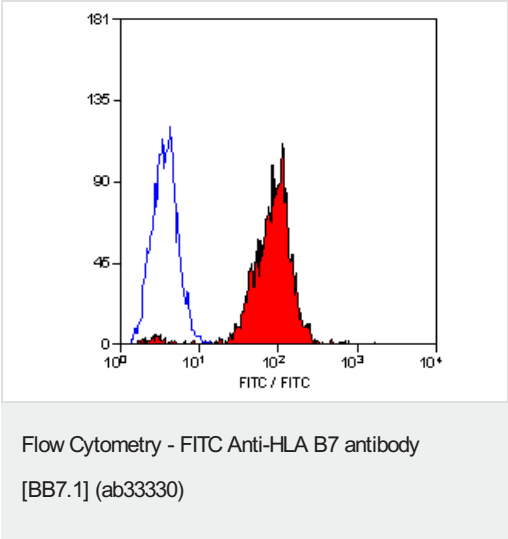 181
135
90
45
0
10⁰ 10¹ 10² 10³ 10⁴
FITC / FITC
Flow Cytometry - FITC Anti-HLA B7 antibody
[BB7.1] (ab33330)